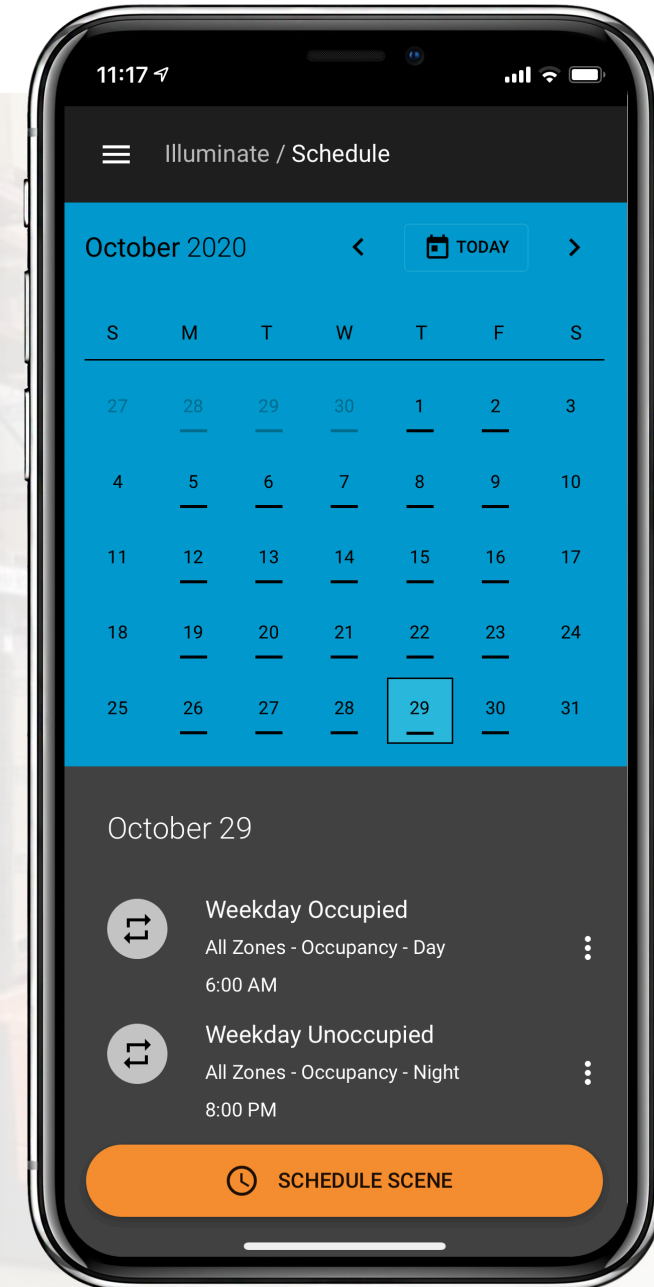 11:17
Illuminate / Schedule
October 2020
TODAY
S M T W T F S
27 28 29 30 1 2 3
4 5 6 7 8 9 10
11 12 13 14 15 16 17
18 19 20 21 22 23 24
25 26 27 28 29 30 31
October 29
Weekday Occupied
All Zones - Occupancy - Day
6:00 AM
Weekday Unoccupied
All Zones - Occupancy - Night
8:00 PM
SCHEDULE SCENE